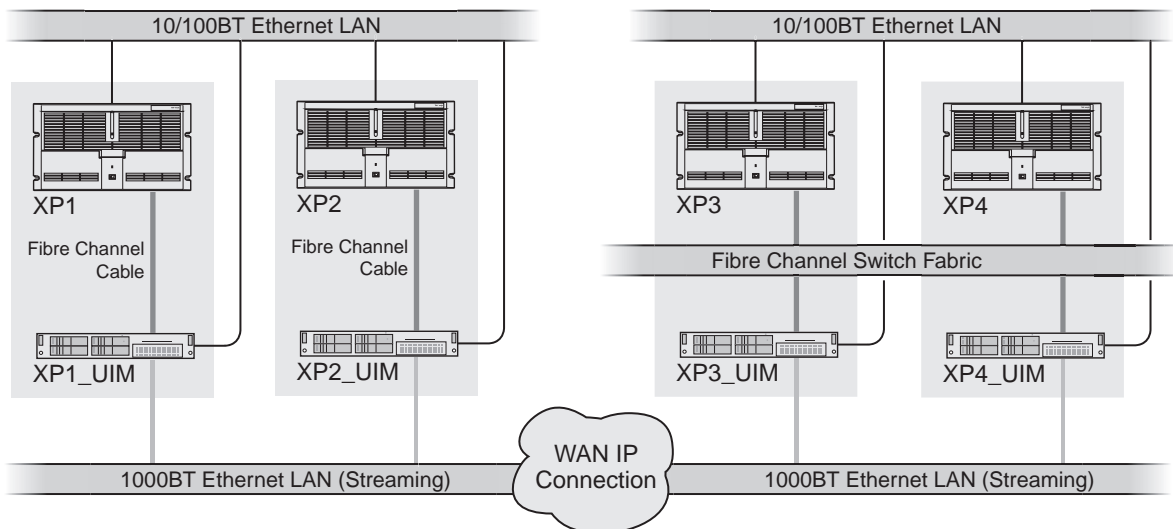 10/100BT Ethernet LAN
10/100BT Ethernet LAN
XP1
XP2
XP3
XP4
Fibre Channel
Cable
Fibre Channel
Cable
Fibre Channel Switch Fabric
XP1_UIM
XP2_UIM
XP3_UIM
XP4_UIM
WAN IP
Connection
1000BT Ethernet LAN (Streaming)
1000BT Ethernet LAN (Streaming)